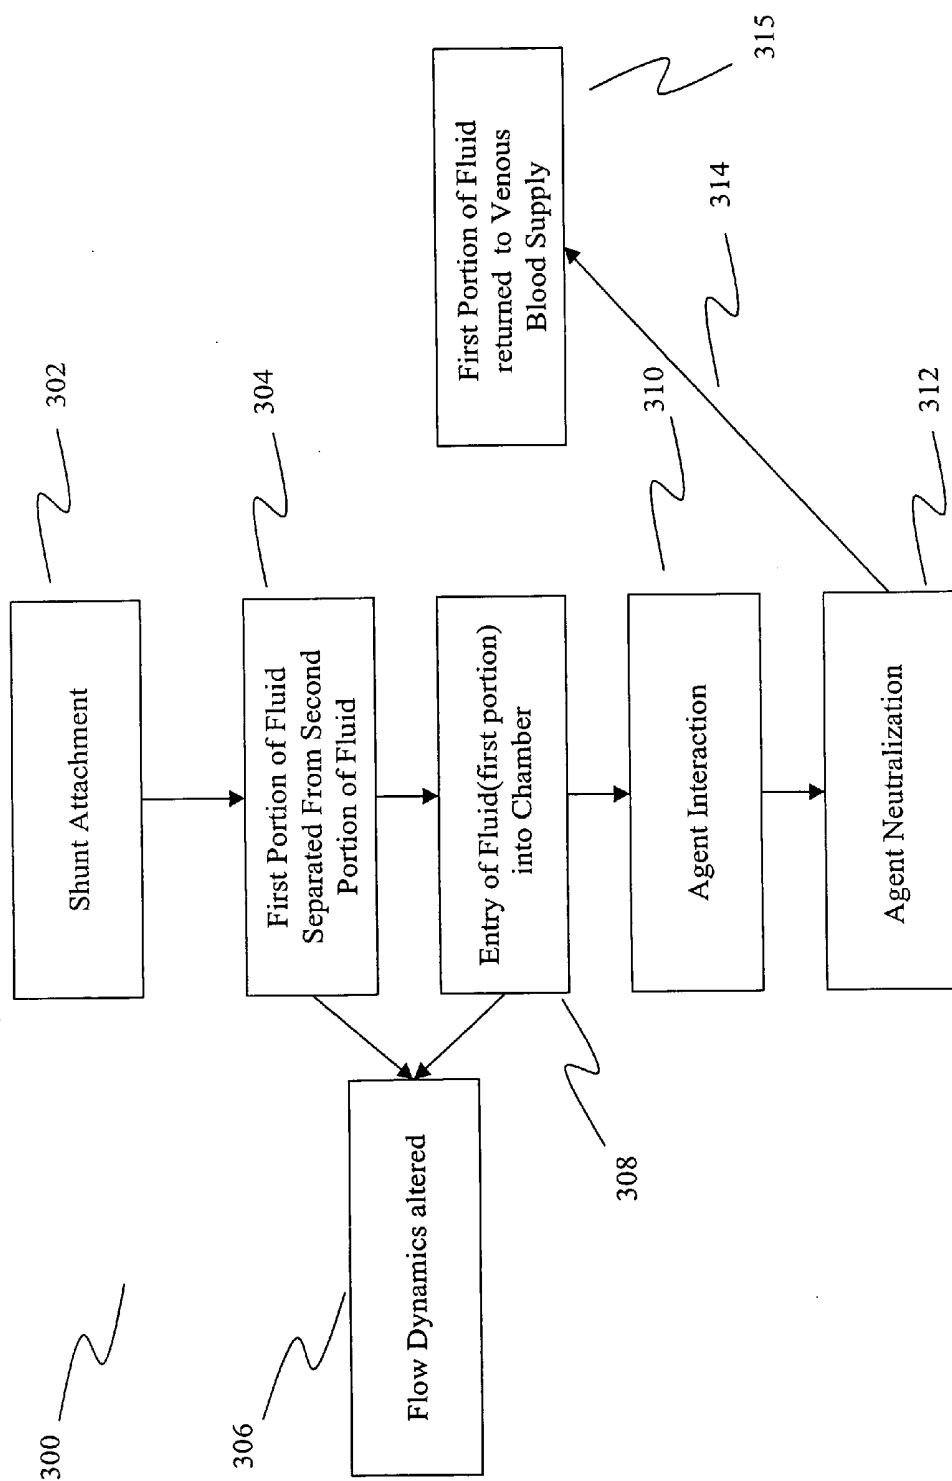 300
Shunt Attachment
302
First Portion of Fluid
Separated From Second
Portion of Fluid
304
306
Flow Dynamics altered
Entry of Fluid(first portion)
into Chamber
308
Agent Interaction
310
Agent Neutralization
312
314
First Portion of Fluid
returned to Venous
Blood Supply
315